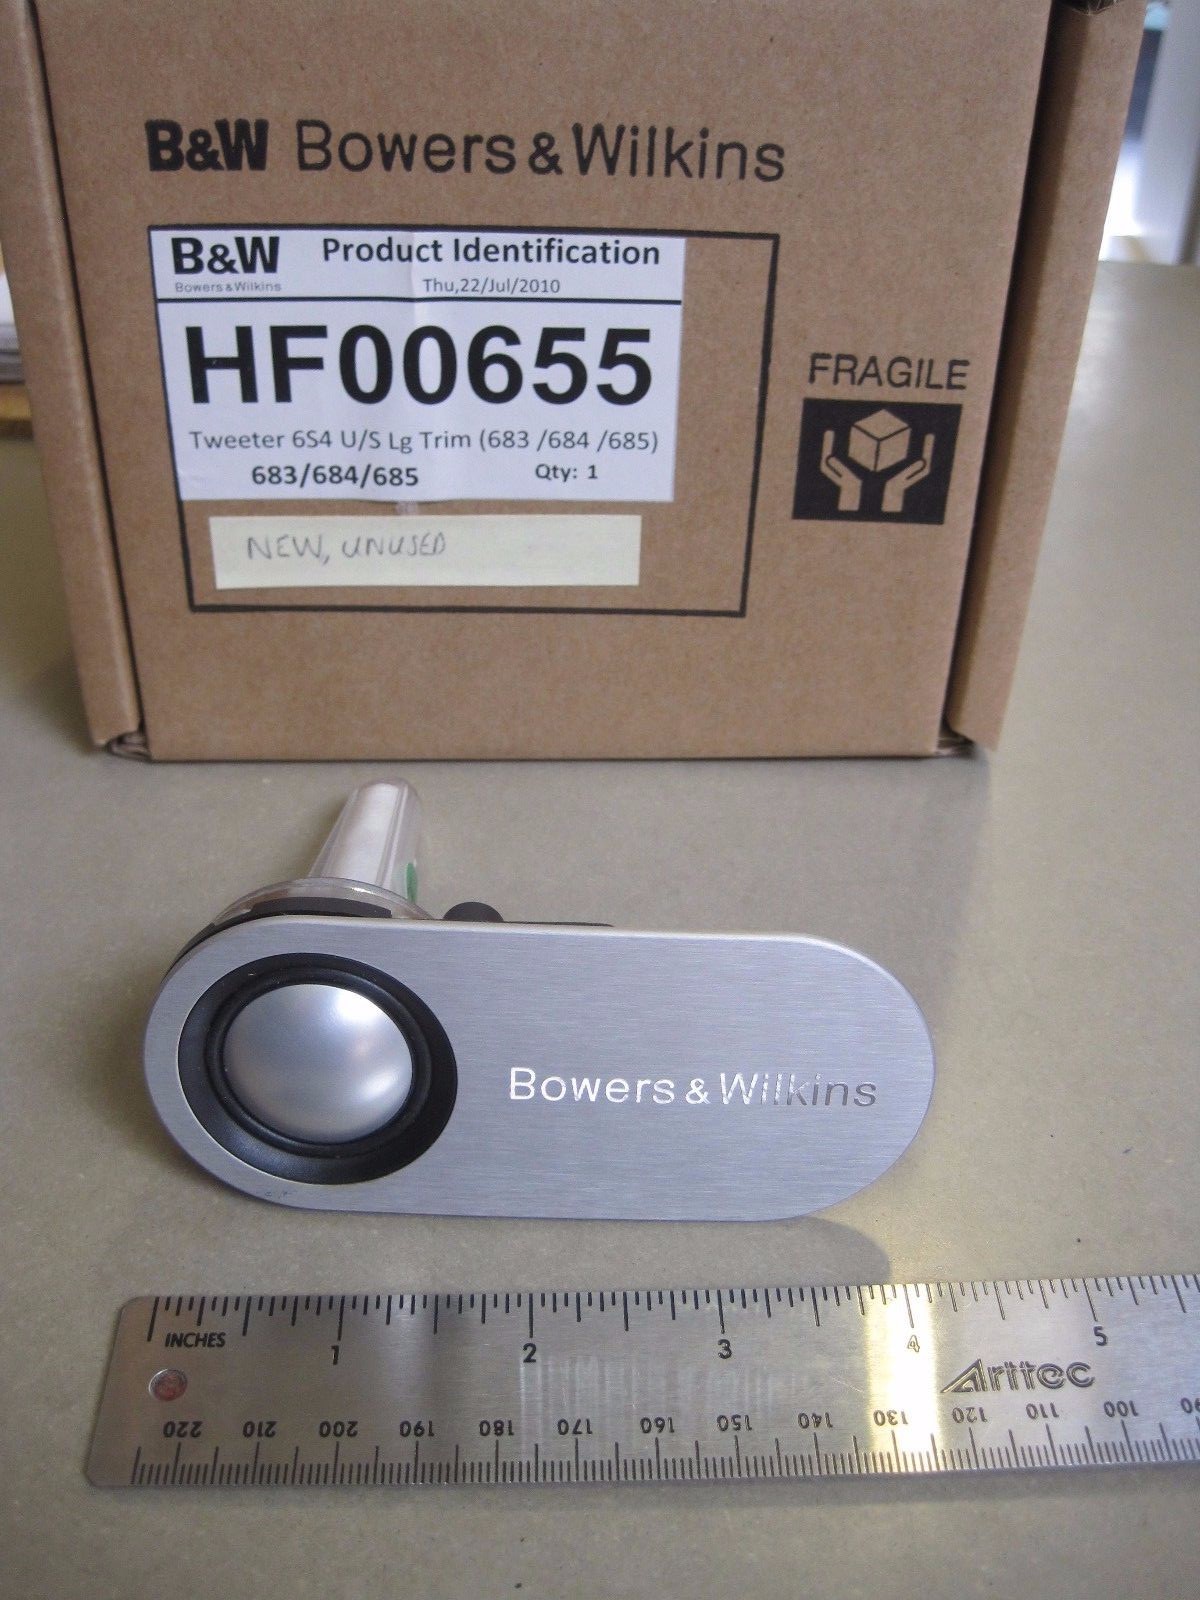 B&W Bowers & Wilkins
B&W Product Identification
Bowers & Wilkins Thu,22/Jul/2010
HF00655
Tweeter 6S4 U/S Lg Trim (683 /684 /685)
683/684/685 Qty: 1
NEW, UNUSED
FRAGILE
Bowers & Wilkins
INCHES 1 2 3 4 5
Arttec
220 210 200 190 180 170 160 150 140 130 120 110 100